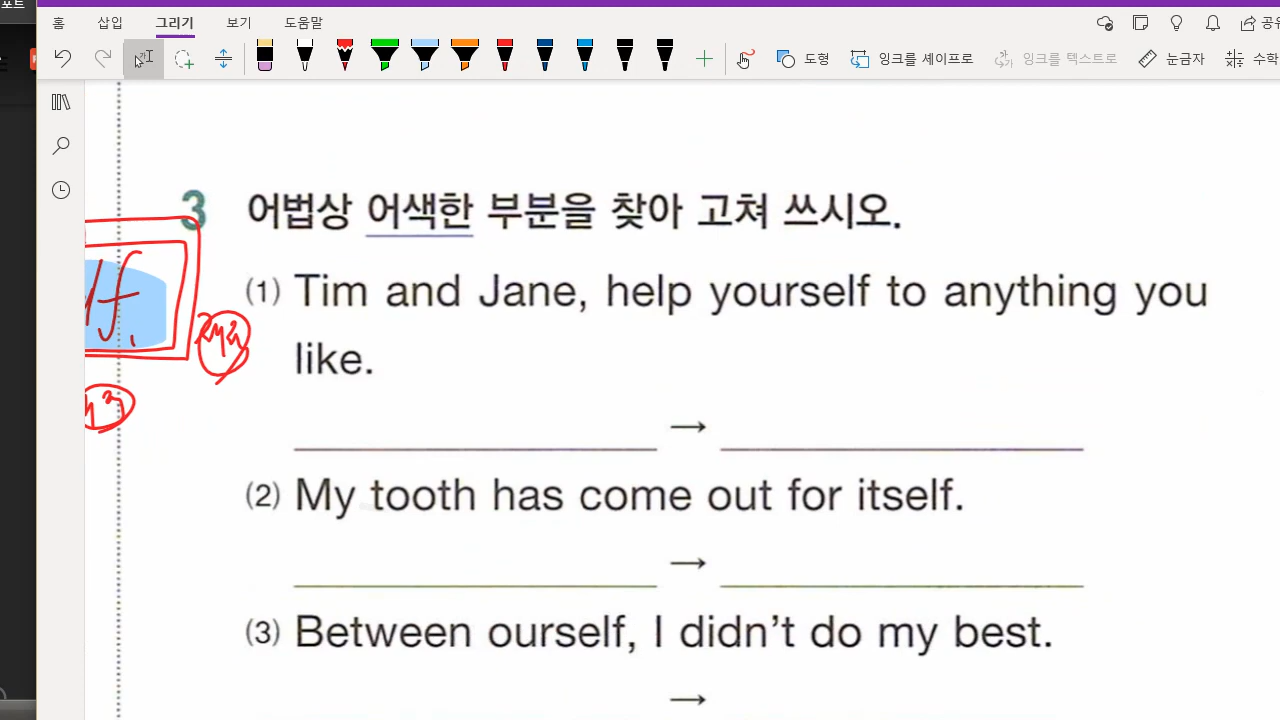 포트
홈 삽입 그리기 보기 도움말
도형 잉크를 셰이프로 잉크를 텍스트로 눈금자 수학
3 어법상 어색한 부분을 찾아 고쳐 쓰시오.
(1) Tim and Jane, help yourself to anything you
like.
→
(2) My tooth has come out for itself.
→
(3) Between ourself, I didn't do my best.
→